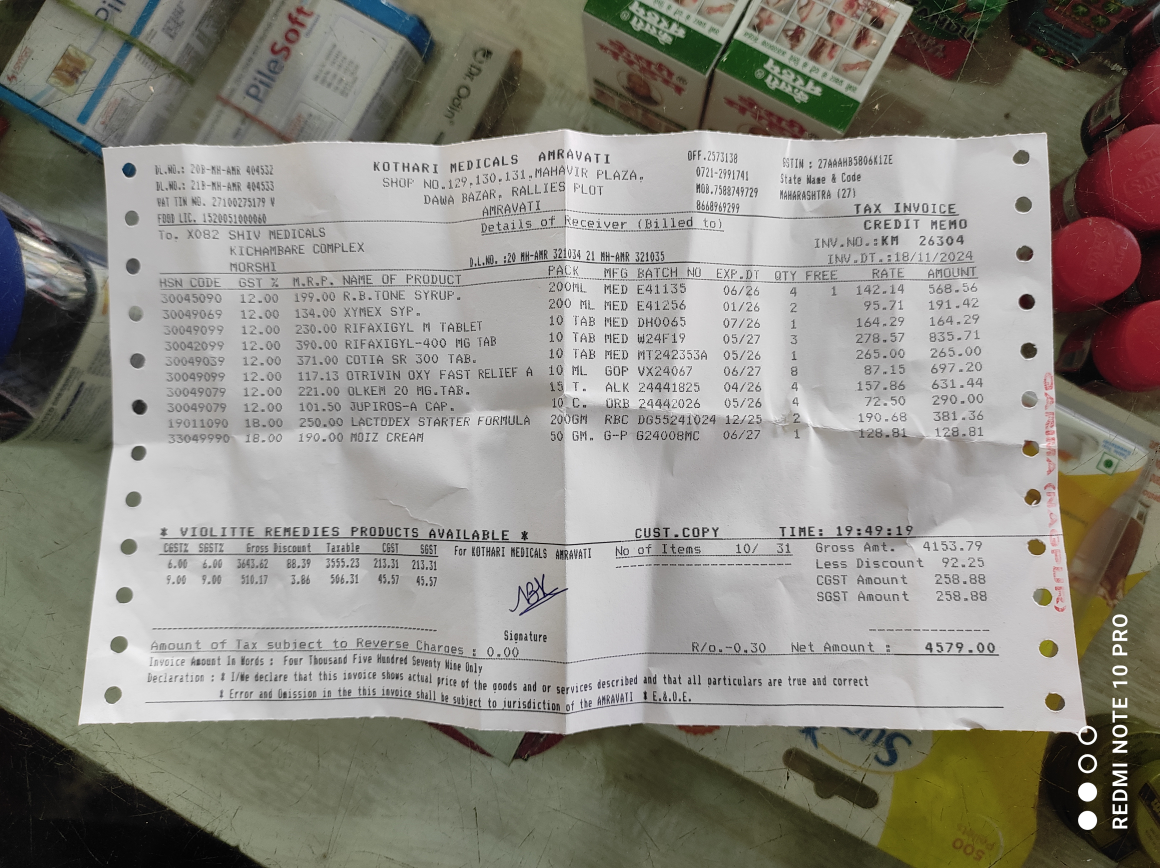 Pil
PileSoft
Dr. Odin
DL.NO.: 20B-MH-AMR 404532
BL.NO.: 21B-MH-AMR 404533
VAT TIN NO. 27100275179 V
FOOD LIC. 1520051000060
KOTHARI MEDICALS AMRAVATI
SHOP NO.129,130,131,MAHAVIR PLAZA,
DAWA BAZAR, RALLIES PLOT
AMRAVATI
OFF.2573138
0721-2991741
MOB.7588749729
8668969299
GSTIN : 27AAAHB5806K1ZE
State Name & Code
MAHARASHTRA (27)
TAX INVOICE
CREDIT MEMO
INV.NO.:KM 26304
INV.DT.:18/11/2024
Details of Receiver (Billed to)
To. X082 SHIV MEDICALS
KICHAMBARE COMPLEX
MORSHI
D.L.NO.:20 MH-AMR 321034 21 MH-AMR 321035
HSN CODE GST % M.R.P. NAME OF PRODUCT PACK MFG BATCH NO EXP.DT QTY FREE RATE AMOUNT
30045090 12.00 199.00 R.B.TONE SYRUP. 200ML MED E41135 06/26 4 1 142.14 568.56
30049069 12.00 134.00 XYMEX SYP. 200 ML MED E41256 01/26 2 95.71 191.42
30049099 12.00 230.00 RIFAXIGYL M TABLET 10 TAB MED DH0065 07/26 1 164.29 164.29
30042099 12.00 390.00 RIFAXIGYL-400 MG TAB 10 TAB MED W24F19 05/27 3 278.57 835.71
30049039 12.00 371.00 COTIA SR 300 TAB. 10 TAB MED MT242353A 05/26 1 265.00 265.00
30049099 12.00 117.13 OTRIVIN OXY FAST RELIEF A 10 ML GOP VX24067 06/27 8 87.15 697.20
30049079 12.00 221.00 OLKEM 20 MG.TAB. 15 T. ALK 24441825 04/26 4 157.86 631.44
30049079 12.00 101.50 JUPIROS-A CAP. 10 C. ORB 24442026 05/26 4 72.50 290.00
19011090 18.00 250.00 LACTODEX STARTER FORMULA 200GM RBC DG55241024 12/25 2 190.68 381.36
33049990 18.00 190.00 MOIZ CREAM 50 GM. G-P G24008MC 06/27 1 128.81 128.81
* VIOLITTE REMEDIES PRODUCTS AVAILABLE * CUST.COPY TIME: 19:49:19
CGST% SGST% Gross Discount Taxable CGST SGST
6.00 6.00 3643.62 88.39 3555.23 213.31 213.31
9.00 9.00 510.17 3.86 506.31 45.57 45.57
For KOTHARI MEDICALS AMRAVATI
Signature
No of Items 10/ 31
Gross Amt. 4153.79
Less Discount 92.25
CGST Amount 258.88
SGST Amount 258.88
Amount of Tax subject to Reverse Charges : 0.00
R/o.-0.30 Net Amount : 4579.00
Invoice Amount In Words : Four Thousand Five Hundred Seventy Nine Only
Declaration : * I/We declare that this invoice shows actual price of the goods and or services described and that all particulars are true and correct
* Error and Omission in the this invoice shall be subject to jurisdiction of the AMRAVATI * E.&.O.E.
(NAGPUR)
500
REDMI NOTE 10 PRO